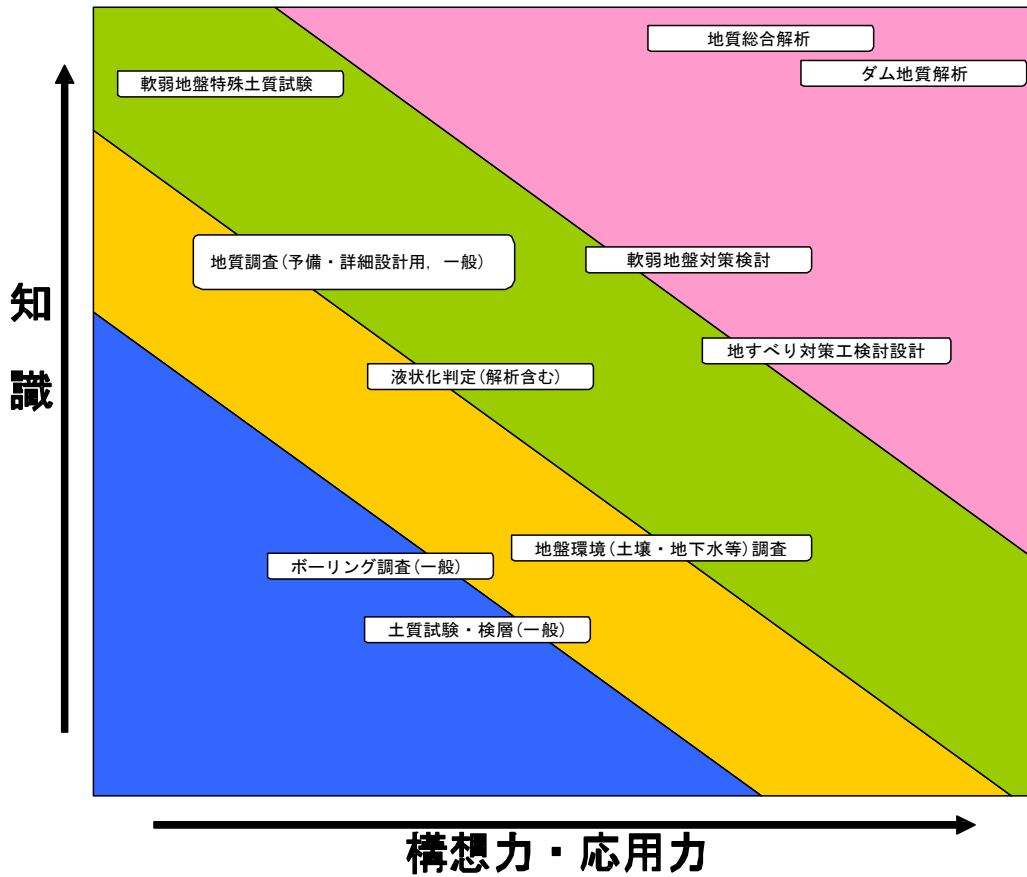 地質総合解析
ダム地質解析
軟弱地盤特殊土質試験
地質調査(予備・詳細設計用, 一般)
軟弱地盤対策検討
知識
地すべり対策工検討設計
液状化判定(解析含む)
地盤環境(土壌・地下水等)調査
ボーリング調査(一般)
土質試験・検層(一般)
構想力・応用力